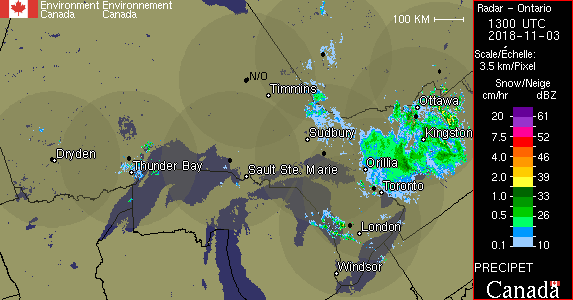 Environment Environnement
Canada Canada
100 KM
N/O
Timmins
Ottawa
Sudbury
Kingston
Dryden
Thunder Bay
Sault Ste. Marie
Orillia
Toronto
London
Windsor
Radar - Ontario
1300 UTC
2018-11-03
Scale/Échelle:
3.5 km/Pixel
Snow/Neige
cm/hr dBZ
20 61
7.5 52
4.0 46
2.0 39
1.0 33
0.5 26
0.1 10
PRECIPET
Canada